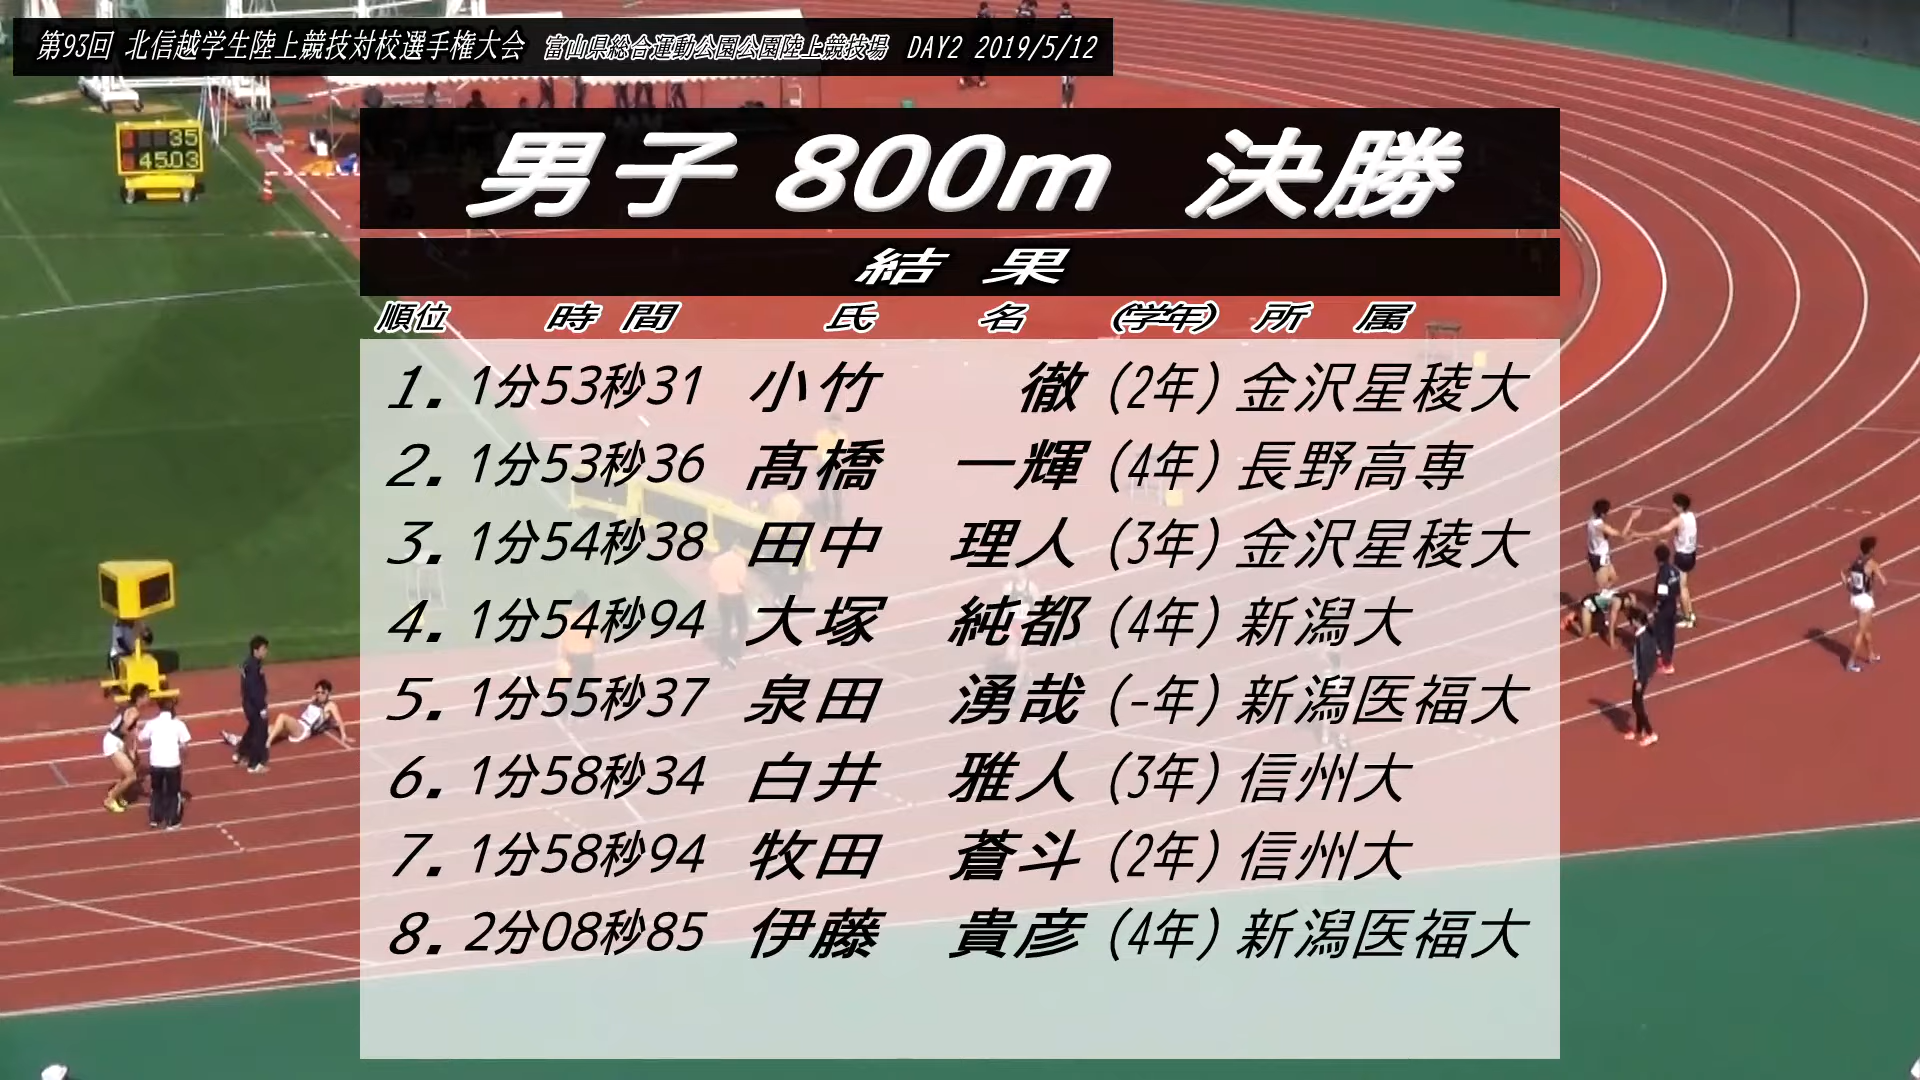 第93回 北信越学生陸上競技対校選手権大会 富山県総合運動公園公園陸上競技場 DAY2 2019/5/12
35
45.03
男子 800m 決勝
結 果
順位 時 間 氏 名 (学年) 所 属
1. 1分53秒31 小竹 徹 (2年) 金沢星稜大
2. 1分53秒36 髙橋 一輝 (4年) 長野高専
3. 1分54秒38 田中 理人 (3年) 金沢星稜大
4. 1分54秒94 大塚 純都 (4年) 新潟大
5. 1分55秒37 泉田 湧哉 (-年) 新潟医福大
6. 1分58秒34 白井 雅人 (3年) 信州大
7. 1分58秒94 牧田 蒼斗 (2年) 信州大
8. 2分08秒85 伊藤 貴彦 (4年) 新潟医福大